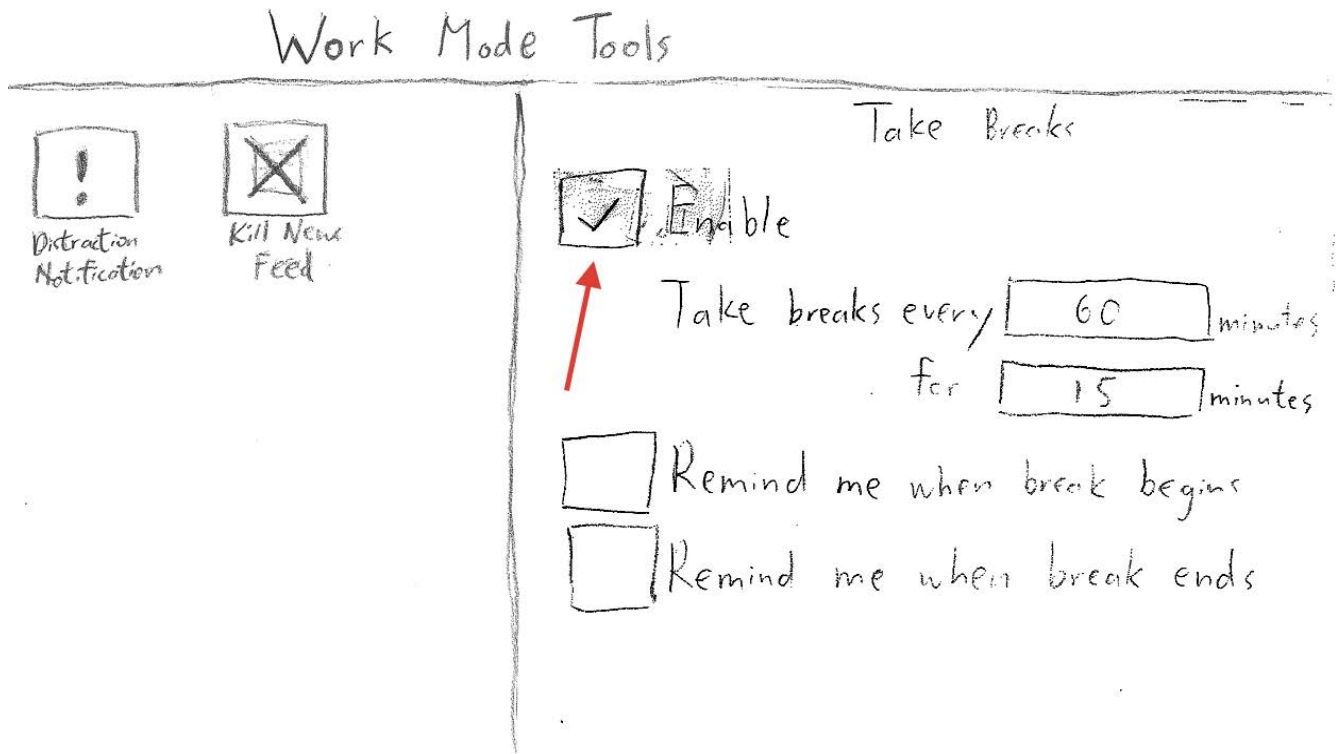 Work Mode Tools
!
Distraction
Notification
Kill News
Feed
Take Breaks
Enable
Take breaks every 60 minutes
for 15 minutes
Remind me when break begins
Remind me when break ends